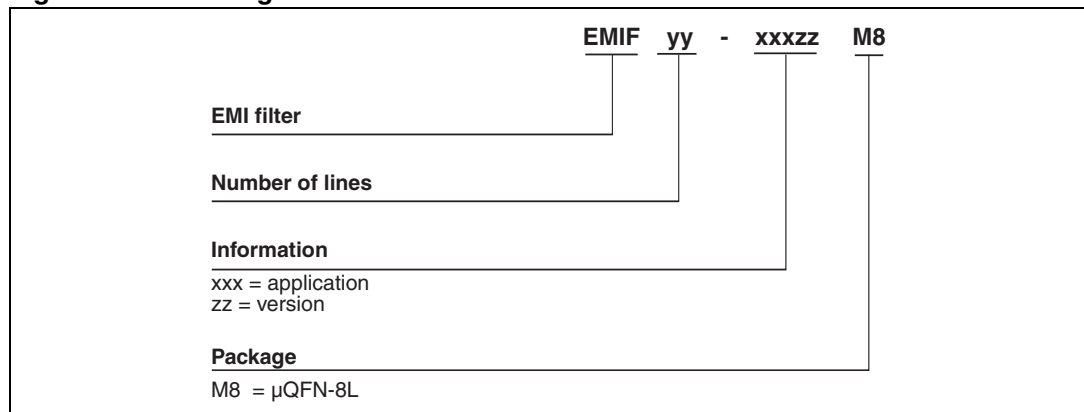 EMIF yy - xxxzz M8
EMI filter
Number of lines
Information
xxx = application
zz = version
Package
M8 = µQFN-8L